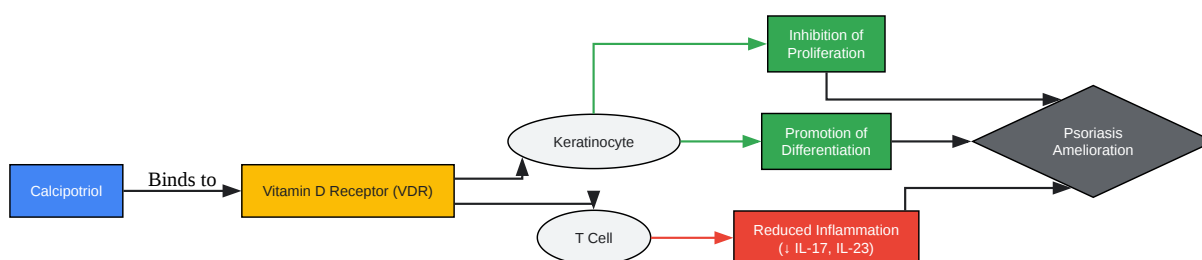 Inhibition of
Proliferation
Keratinocyte
Promotion of
Differentiation
Psoriasis
Amelioration
Calcipotriol
Binds to
Vitamin D Receptor (VDR)
T Cell
Reduced Inflammation
(↓ IL-17, IL-23)